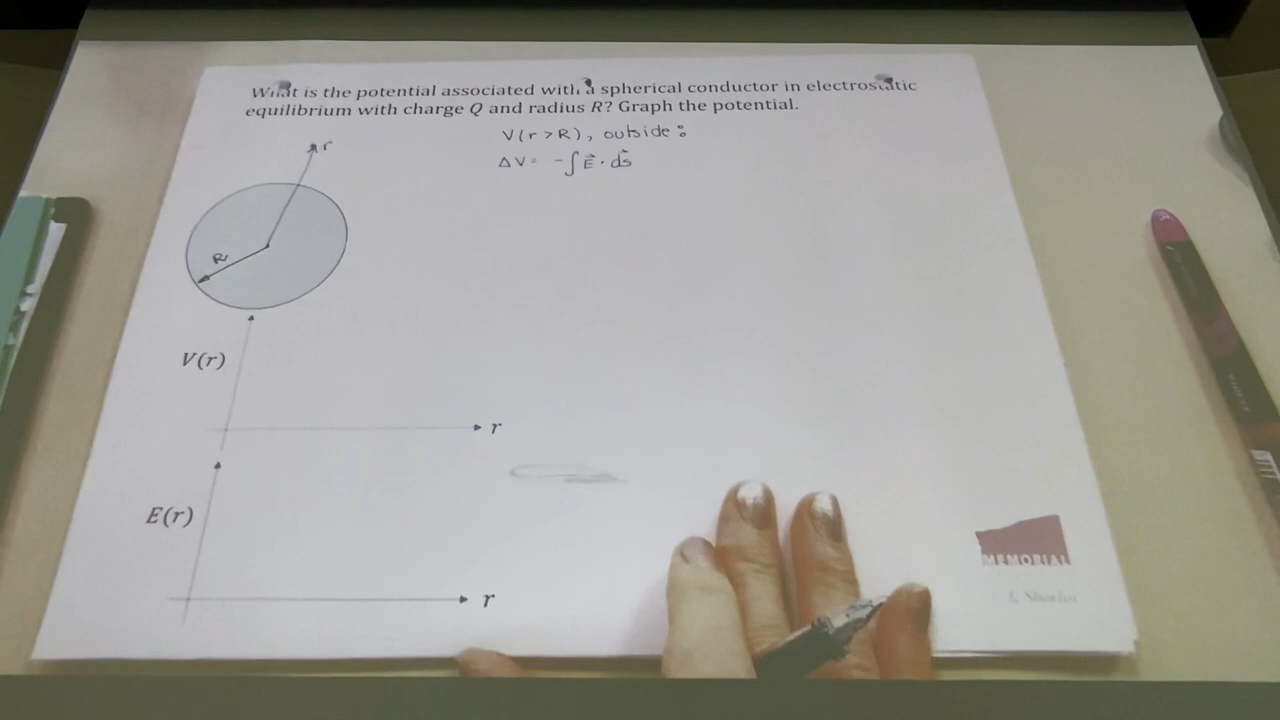 What is the potential associated with a spherical conductor in electrostatic
equilibrium with charge Q and radius R? Graph the potential.
V(r > R), outside :
ΔV = -∫ E⃗ · ds⃗
r
R
V(r)
r
E(r)
r
MEMORIAL